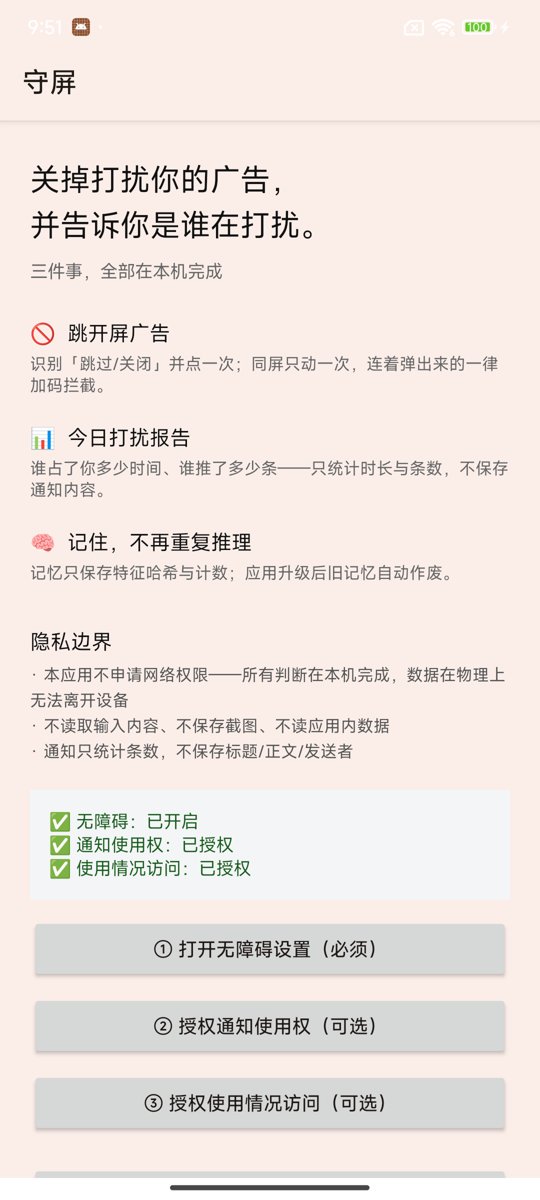 9:51
100
守屏
关掉打扰你的广告，
并告诉你是谁在打扰。
三件事，全部在本机完成
跳开屏广告
识别「跳过/关闭」并点一次；同屏只动一次，连着弹出来的一律
加码拦截。
今日打扰报告
谁占了你多少时间、谁推了多少条——只统计时长与条数，不保存
通知内容。
记住，不再重复推理
记忆只保存特征哈希与计数；应用升级后旧记忆自动作废。
隐私边界
· 本应用不申请网络权限——所有判断在本机完成，数据在物理上
无法离开设备
· 不读取输入内容、不保存截图、不读应用内数据
· 通知只统计条数，不保存标题/正文/发送者
✅ 无障碍：已开启
✅ 通知使用权：已授权
✅ 使用情况访问：已授权
① 打开无障碍设置（必须）
② 授权通知使用权（可选）
③ 授权使用情况访问（可选）